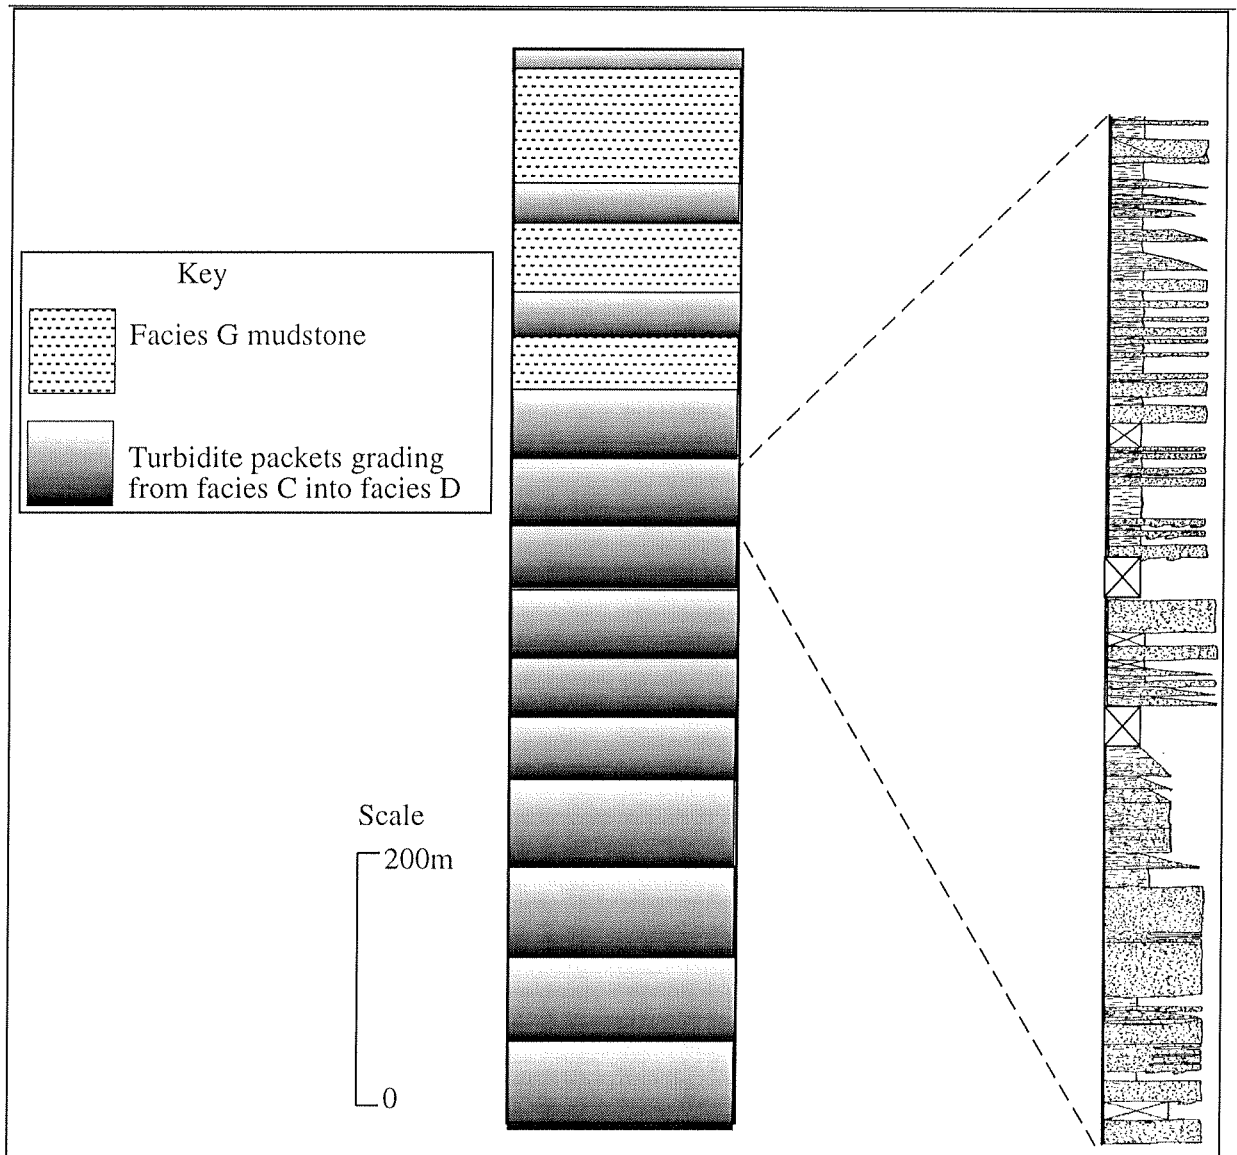 Key
Facies G mudstone
Turbidite packets grading
from facies C into facies D
Scale
200m
0